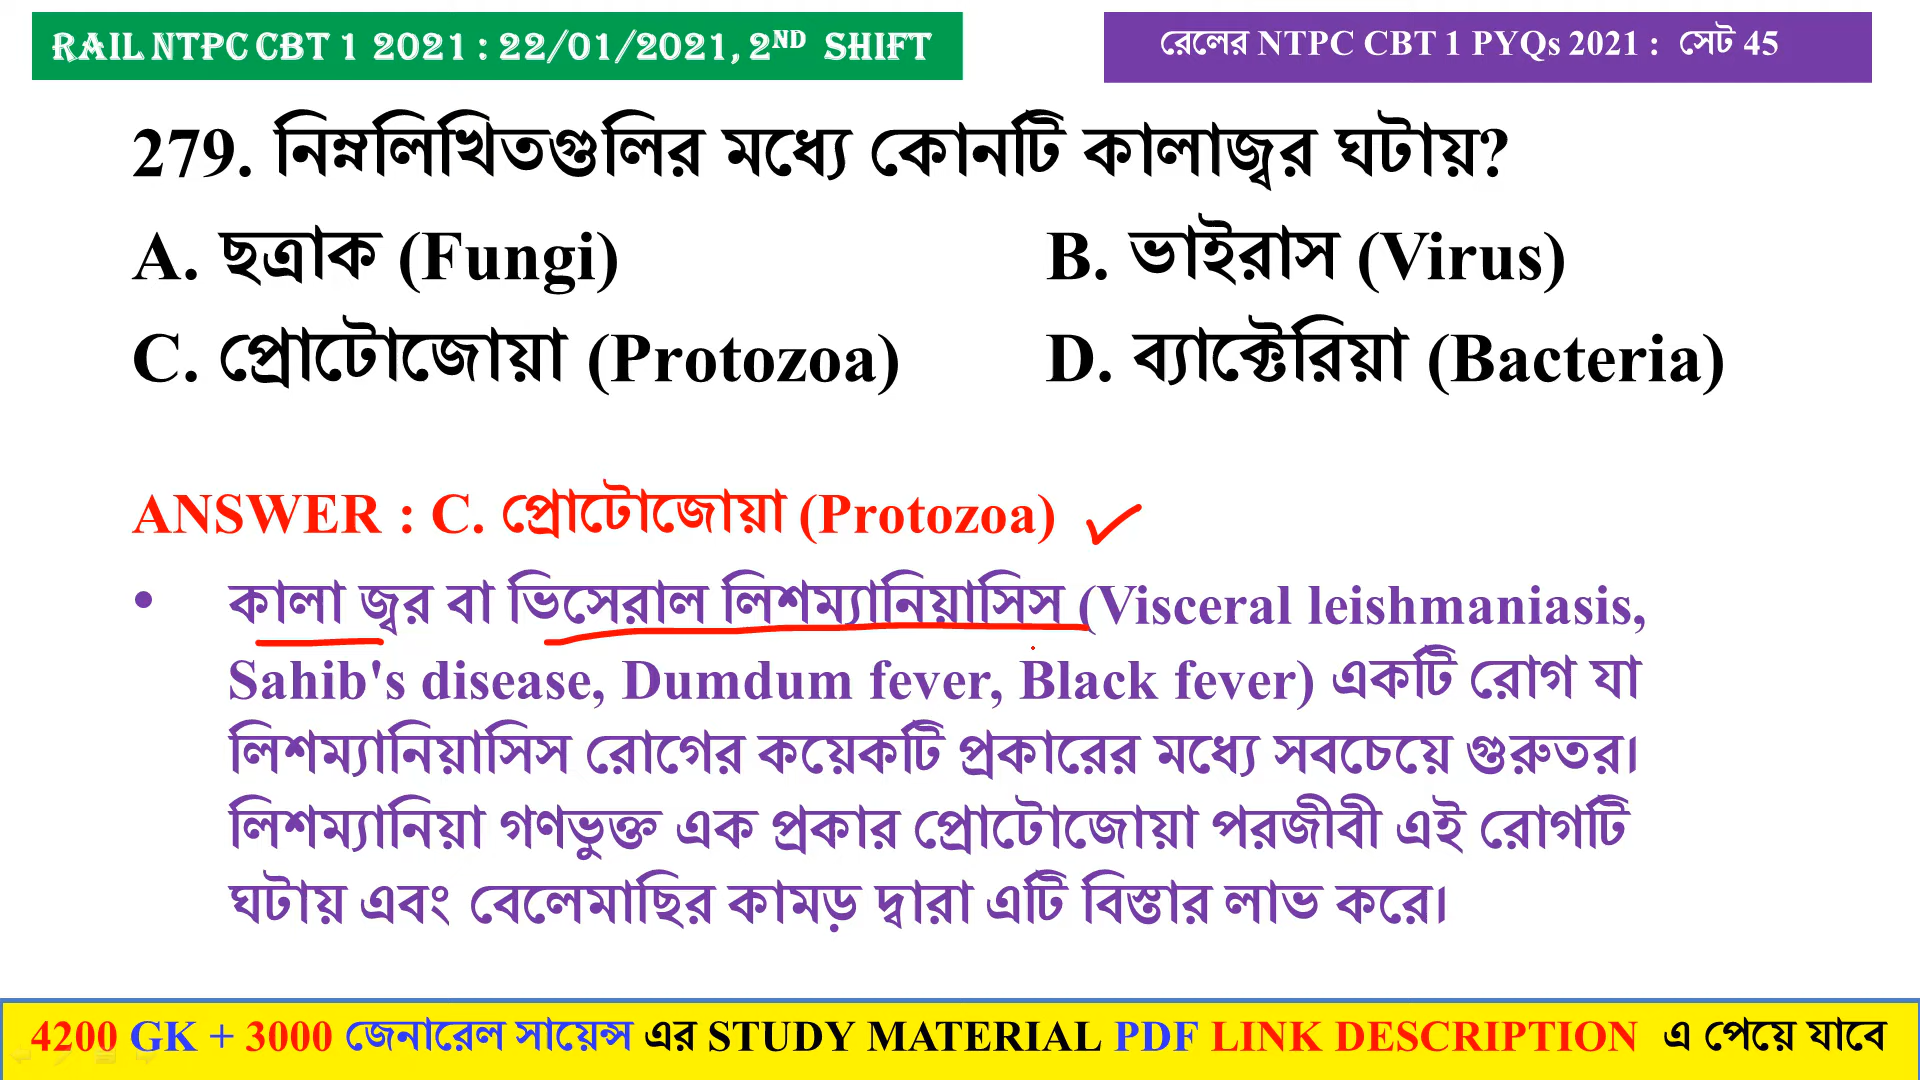 RAIL NTPC CBT 1 2021 : 22/01/2021, 2ND SHIFT
রেলের NTPC CBT 1 PYQs 2021 : সেট 45
279. নিম্নলিখিতগুলির মধ্যে কোনটি কালাজ্বর ঘটায়?
A. ছত্রাক (Fungi) B. ভাইরাস (Virus)
C. প্রোটোজোয়া (Protozoa) D. ব্যাক্টেরিয়া (Bacteria)
ANSWER : C. প্রোটোজোয়া (Protozoa)
• কালা জ্বর বা ভিসেরাল লিশম্যানিয়াসিস (Visceral leishmaniasis,
Sahib's disease, Dumdum fever, Black fever) একটি রোগ যা
লিশম্যানিয়াসিস রোগের কয়েকটি প্রকারের মধ্যে সবচেয়ে গুরুতর।
লিশম্যানিয়া গণভুক্ত এক প্রকার প্রোটোজোয়া পরজীবী এই রোগটি
ঘটায় এবং বেলেমাছির কামড় দ্বারা এটি বিস্তার লাভ করে।
4200 GK + 3000 জেনারেল সায়েন্স এর STUDY MATERIAL PDF LINK DESCRIPTION এ পেয়ে যাবে